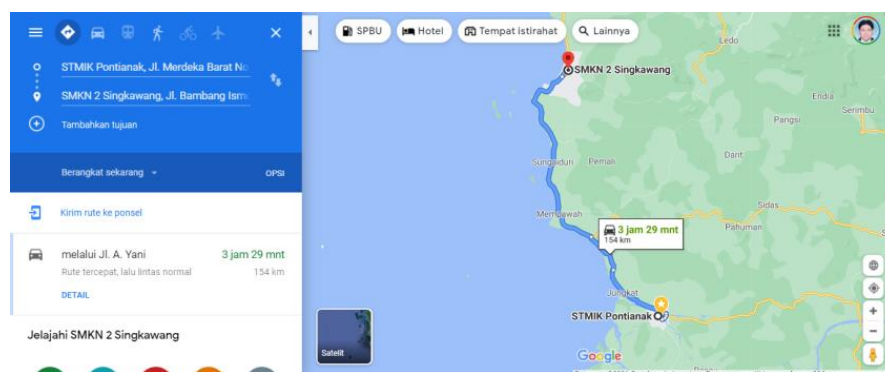 STMIK Pontianak, Jl. Merdeka Barat No
SMKN 2 Singkawang, Jl. Bambang Ism
Tambahkan tujuan
Berangkat sekarang
OPSI
Kirim rute ke ponsel
melalui Jl. A. Yani 3 jam 29 mnt
Rute tercepat, lalu lintas normal 154 km
DETAIL
Jelajahi SMKN 2 Singkawang
SPBU
Hotel
Tempat istirahat
Lainnya
Ledo
SMKN 2 Singkawang
Endia
Serimbu
Pangsi
Darit
Sungaiduri
Pemali
Sidas
Mempawah
Pahuman
3 jam 29 mnt
154 km
Jungkat
STMIK Pontianak
Satelit
Google